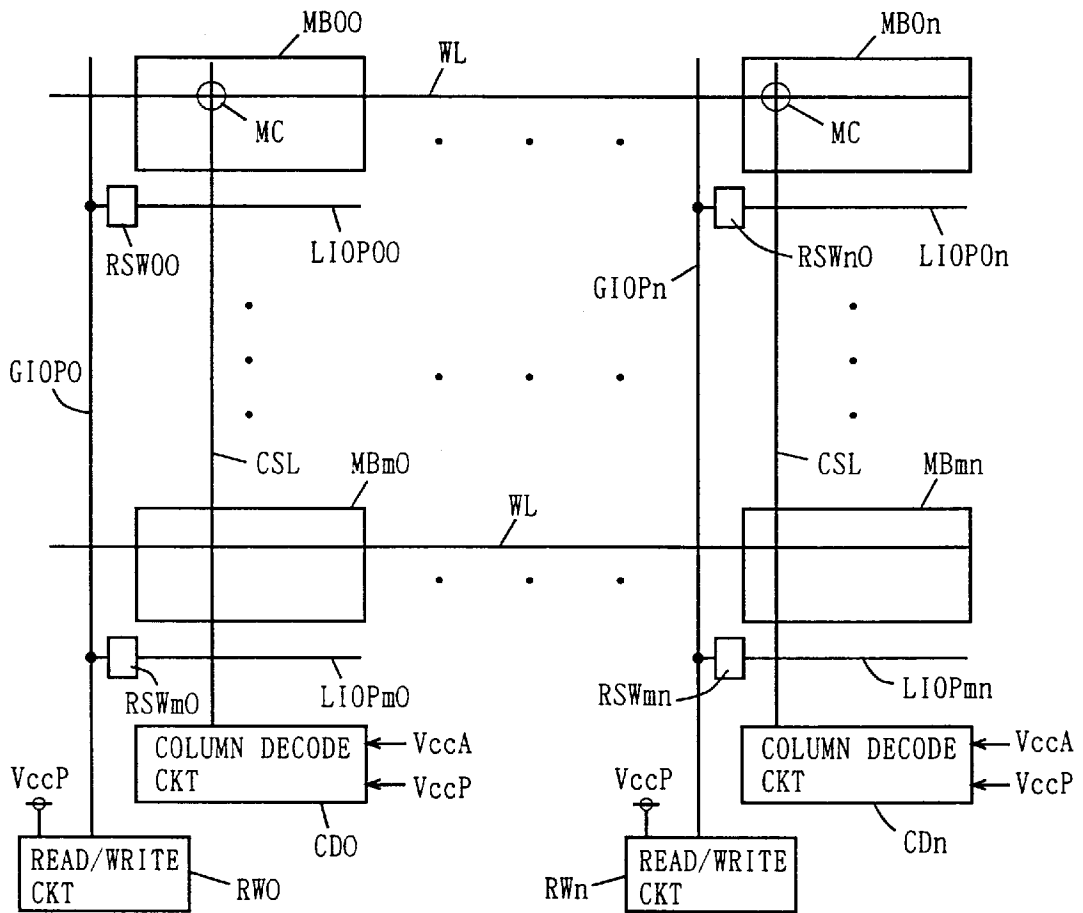 MB00
MB0n
WL
MC
MC
RSW00
LIOP00
RSWn0
LIOP0n
GIOPn
GIOP0
CSL
MBm0
CSL
MBmn
WL
RSWm0
LIOPm0
RSWmn
LIOPmn
COLUMN DECODE
CKT
VccA
VccP
COLUMN DECODE
CKT
VccA
VccP
VccP
VccP
CD0
CDn
READ/WRITE
CKT
RW0
RWn
READ/WRITE
CKT